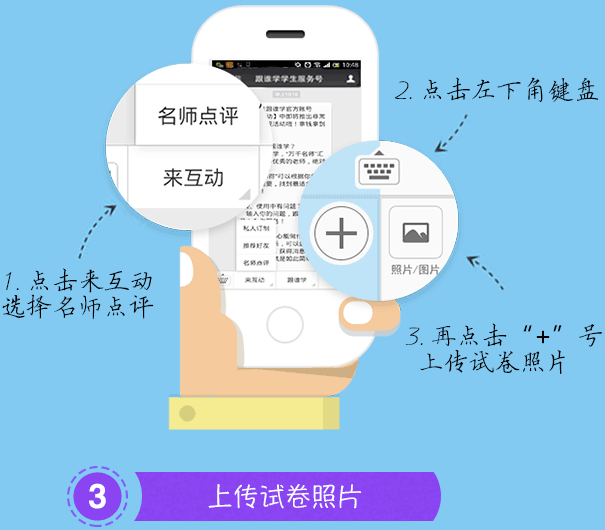 10:48
跟谁学学生服务号
名师点评
来互动
2. 点击左下角键盘
照片/图片
私人订制
推荐好友
名师点评
来互动
跟谁学
1. 点击来互动
选择名师点评
3. 再点击“+”号
上传试卷照片
3
上传试卷照片